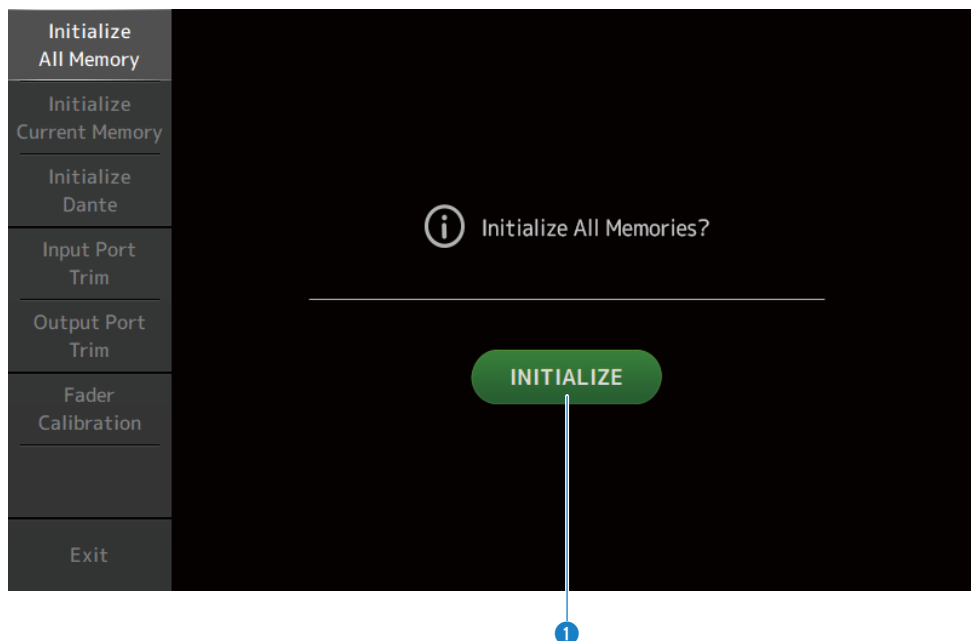 Initialize
All Memory
Initialize
Current Memory
Initialize
Dante
Input Port
Trim
Output Port
Trim
Fader
Calibration
Exit
Initialize All Memories?
INITIALIZE
1